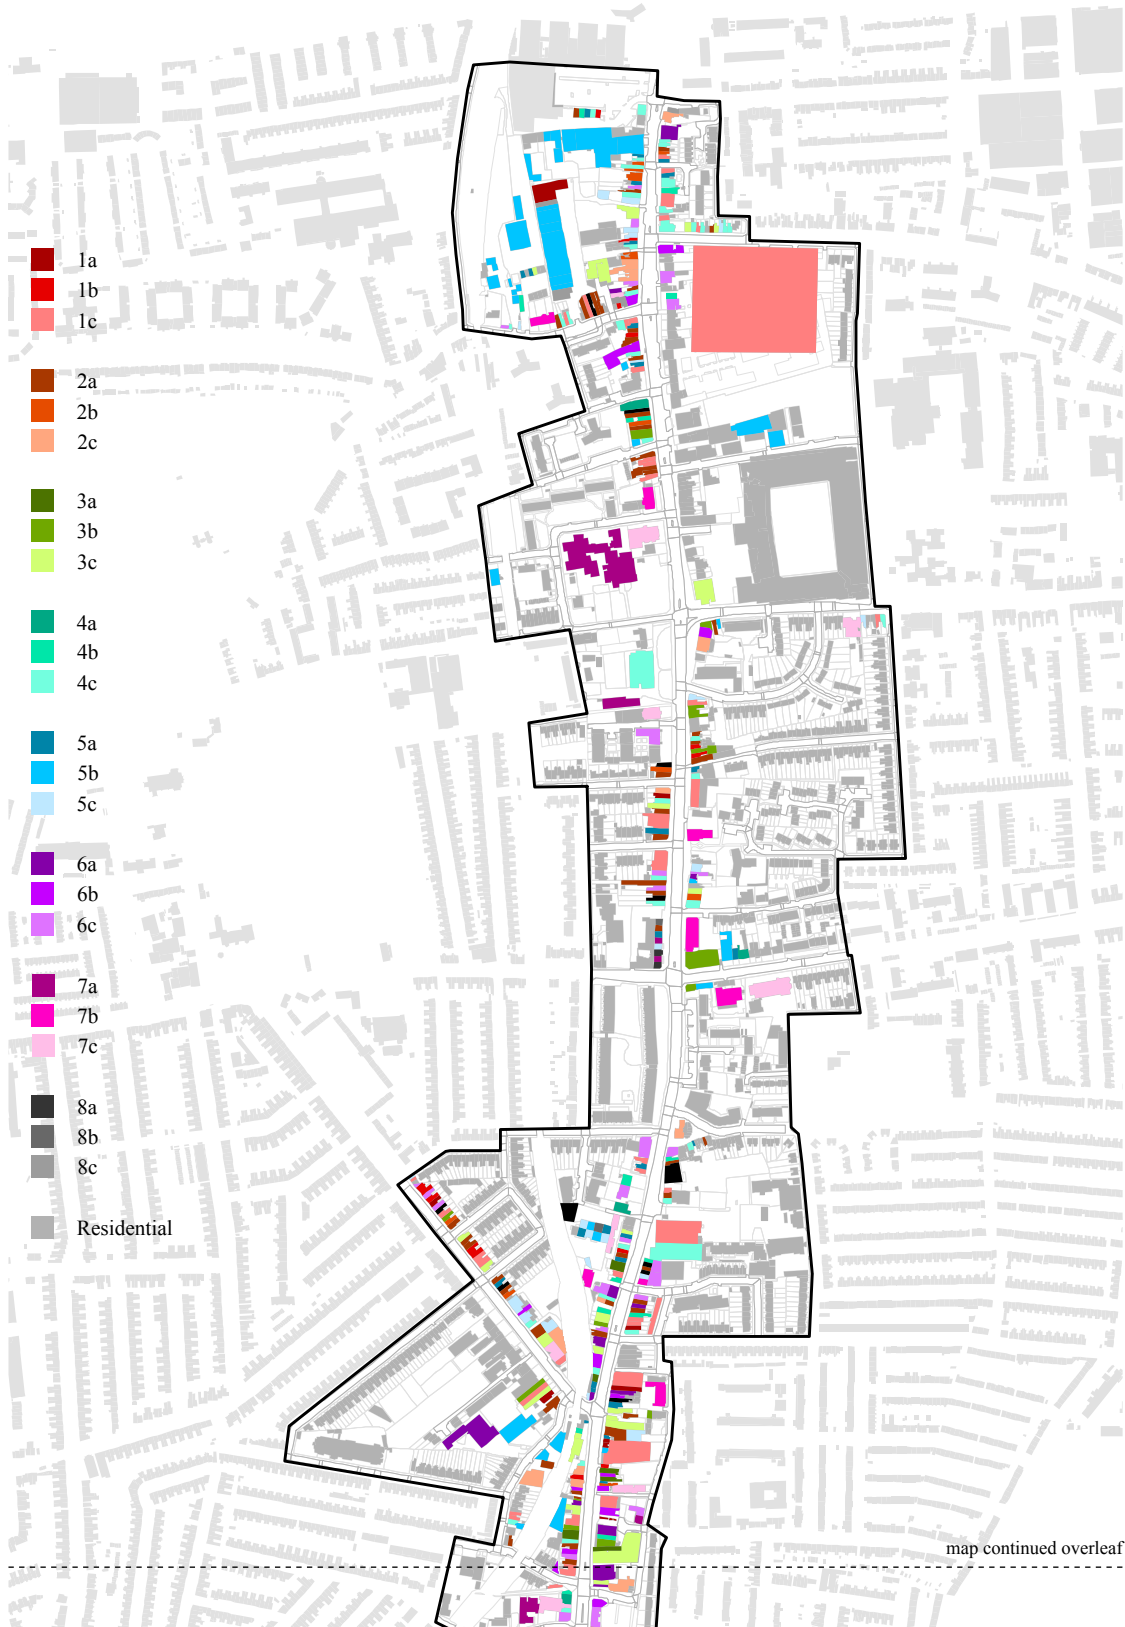 1a
1b
1c
2a
2b
2c
3a
3b
3c
4a
4b
4c
5a
5b
5c
6a
6b
6c
7a
7b
7c
8a
8b
8c
Residential
map continued overleaf